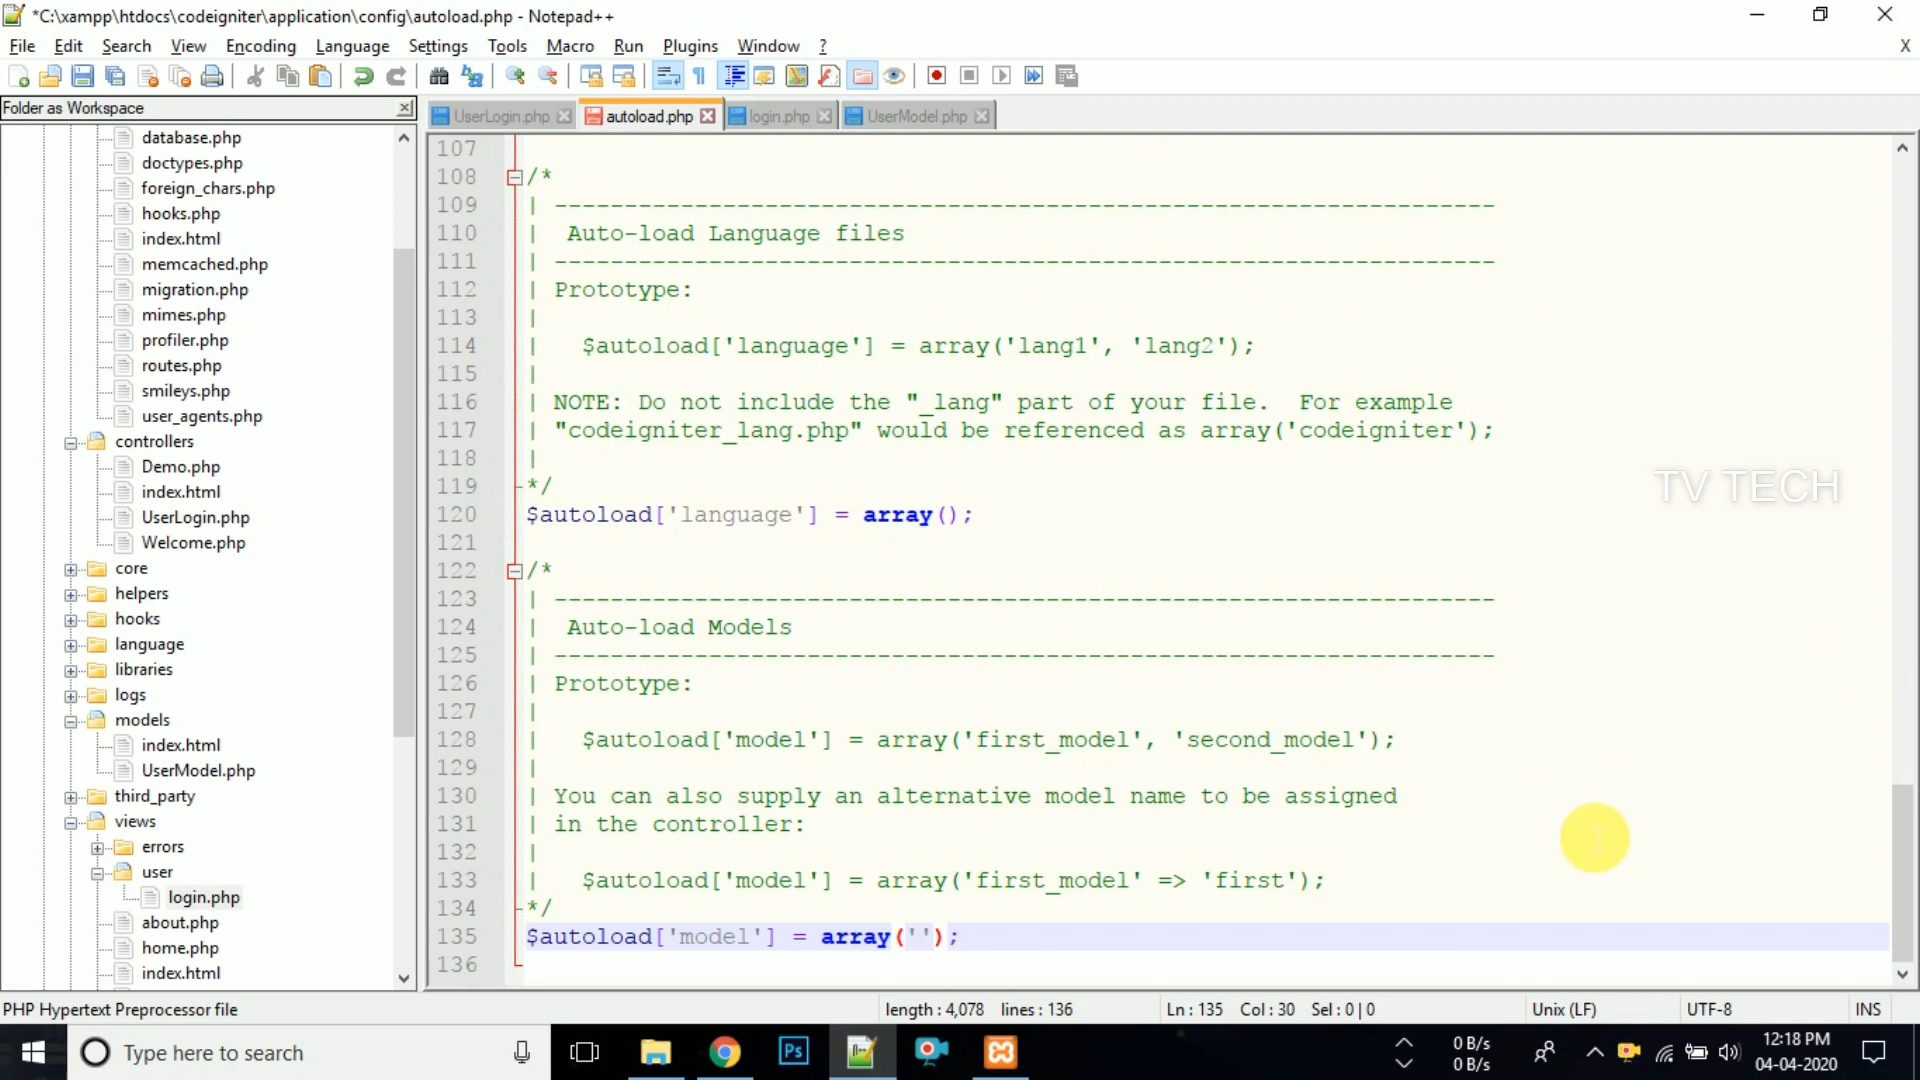 *C:\xampp\htdocs\codeigniter\application\config\autoload.php - Notepad++
File Edit Search View Encoding Language Settings Tools Macro Run Plugins Window ? X
Folder as Workspace
UserLogin.php autoload.php login.php UserModel.php
database.php
doctypes.php
foreign_chars.php
hooks.php
index.html
memcached.php
migration.php
mimes.php
profiler.php
routes.php
smileys.php
user_agents.php
controllers
Demo.php
index.html
UserLogin.php
Welcome.php
core
helpers
hooks
language
libraries
logs
models
index.html
UserModel.php
third_party
views
errors
user
login.php
about.php
home.php
index.html
107
108 /*
109 | -------------------------------------------------------------------
110 |  Auto-load Language files
111 | -------------------------------------------------------------------
112 | Prototype:
113 |
114 |   $autoload['language'] = array('lang1', 'lang2');
115 |
116 | NOTE: Do not include the "_lang" part of your file.  For example
117 | "codeigniter_lang.php" would be referenced as array('codeigniter');
118 |
119 */
120 $autoload['language'] = array();
121
122 /*
123 | -------------------------------------------------------------------
124 |  Auto-load Models
125 | -------------------------------------------------------------------
126 | Prototype:
127 |
128 |   $autoload['model'] = array('first_model', 'second_model');
129 |
130 | You can also supply an alternative model name to be assigned
131 | in the controller:
132 |
133 |   $autoload['model'] = array('first_model' => 'first');
134 */
135 $autoload['model'] = array('');
136
TV TECH
PHP Hypertext Preprocessor file length : 4,078 lines : 136 Ln : 135 Col : 30 Sel : 0 | 0 Unix (LF) UTF-8 INS
Type here to search
Ps
0 B/s
0 B/s
12:18 PM
04-04-2020